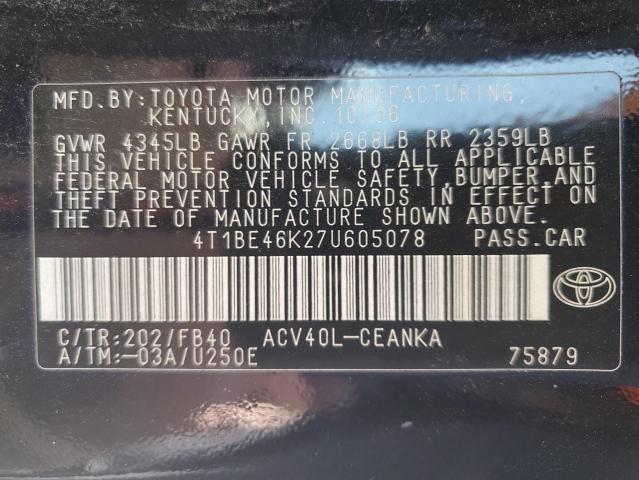 MFD.BY:TOYOTA MOTOR MANUFACTURING,
KENTUCKY, INC. 10/06
GVWR 4345LB GAWR FR 2668LB RR 2359LB
THIS VEHICLE CONFORMS TO ALL APPLICABLE
FEDERAL MOTOR VEHICLE SAFETY,BUMPER,AND
THEFT PREVENTION STANDARDS IN EFFECT ON
THE DATE OF MANUFACTURE SHOWN ABOVE.
4T1BE46K27U605078 PASS.CAR
C/TR:202/FB40 ACV40L-CEANKA
A/TM:-03A/U250E 75879